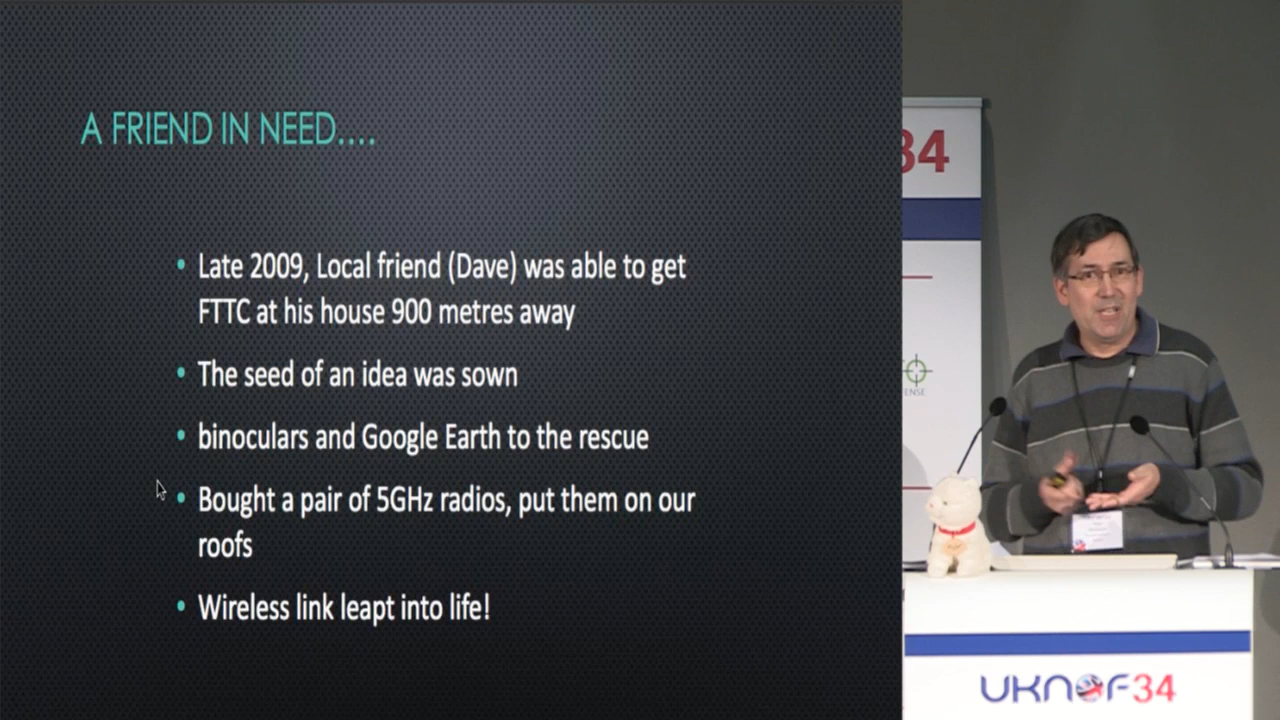 A FRIEND IN NEED....
• Late 2009, Local friend (Dave) was able to get
FTTC at his house 900 metres away
• The seed of an idea was sown
• binoculars and Google Earth to the rescue
• Bought a pair of 5GHz radios, put them on our
roofs
• Wireless link leapt into life!
34
ENSE
UKNOF34